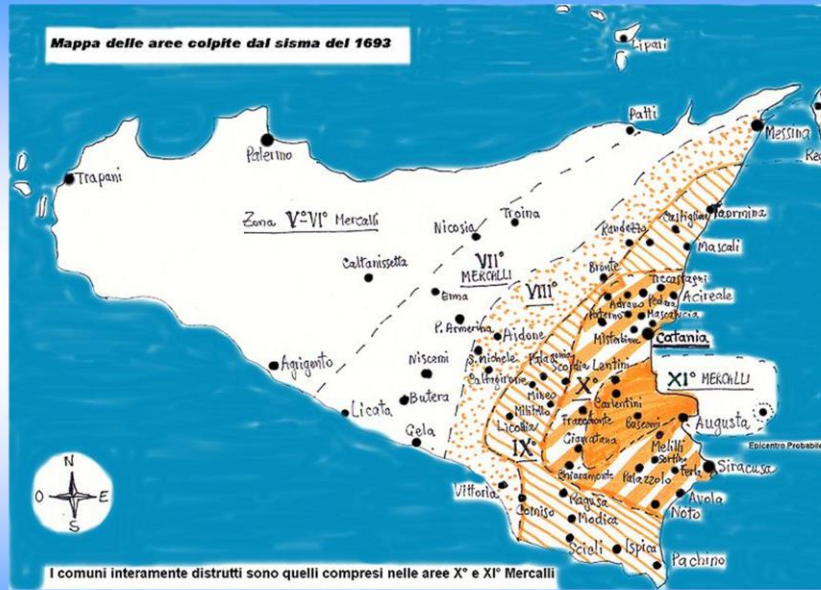 Mappa delle aree colpite dal sisma del 1693
Lipari
Patti
Messina
Palermo
Trapani
Troina
Nicosia
Zona V°-VI° Mercalli
Taormina
Randazzo
Mascali
VII°
MERCALLI
Caltanissetta
Bronte
VIII°
Enna
Trecastagni
Acireale
Adrano
Pedara
Paternò
Mascalucia
P. Armerina
Misterbianco
Catania
Aidone
Agrigento
S. Michele
Palagonia
Scordia
Lentini
XI° MERCALLI
Niscemi
Caltagirone
Mineo
X°
Carlentini
Butera
Militello
Licata
Francofonte
Augusta
Licodia
Gela
IX°
Giarratana
Melilli
Epicentro Probabile
Sortino
Siracusa
Chiaramonte
Palazzolo
Ferla
Vittoria
Ragusa
Avola
Comiso
Noto
Modica
Scicli
Ispica
Pachino
N
O
E
S
I comuni interamente distrutti sono quelli compresi nelle aree X° e XI° Mercalli